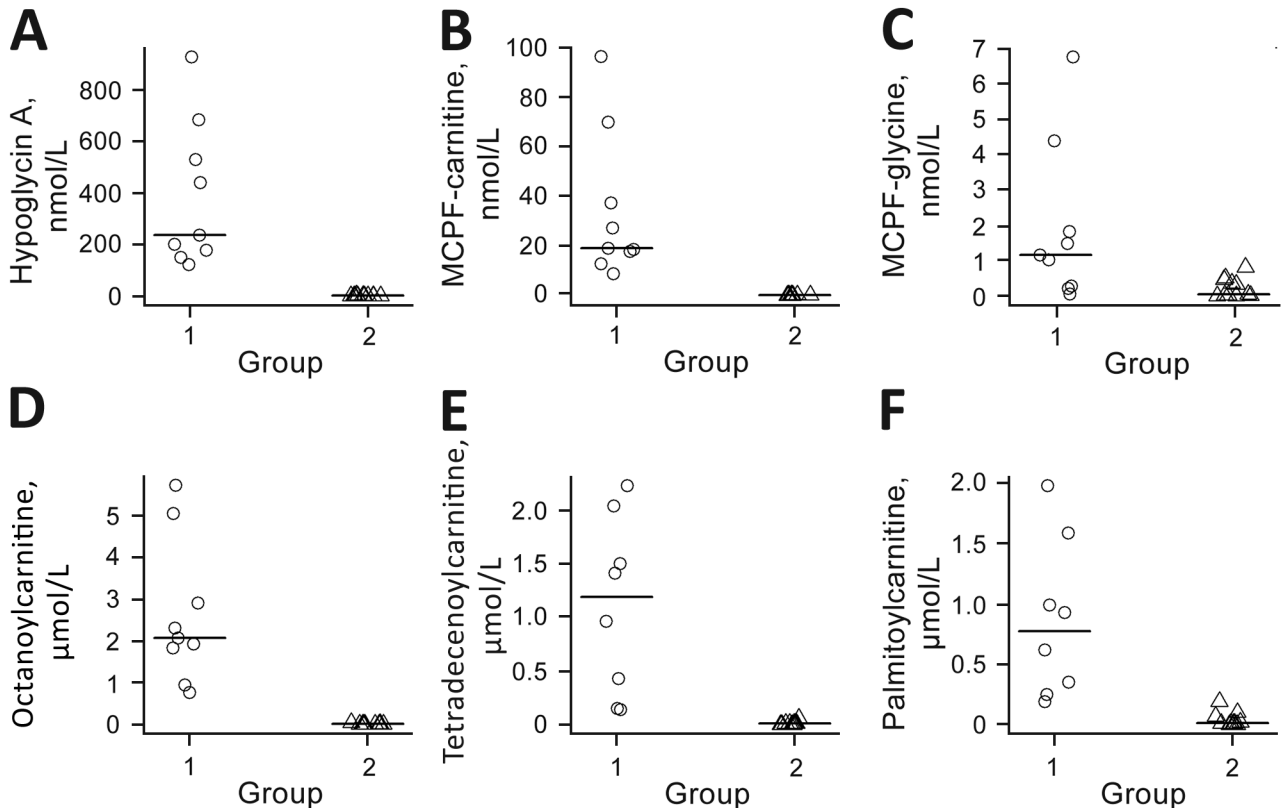 A
Hypoglycin A,
nmol/L
800
600
400
200
0
1
2
Group
B
MCPF-carnitine,
nmol/L
100
80
60
40
20
0
1
2
Group
C
MCPF-glycine,
nmol/L
7
6
5
4
3
2
1
0
1
2
Group
D
Octanoylcarnitine,
µmol/L
5
4
3
2
1
0
1
2
Group
E
Tetradecenoylcarnitine,
µmol/L
2.0
1.5
1.0
0.5
0
1
2
Group
F
Palmitoylcarnitine,
µmol/L
2.0
1.5
1.0
0.5
0
1
2
Group